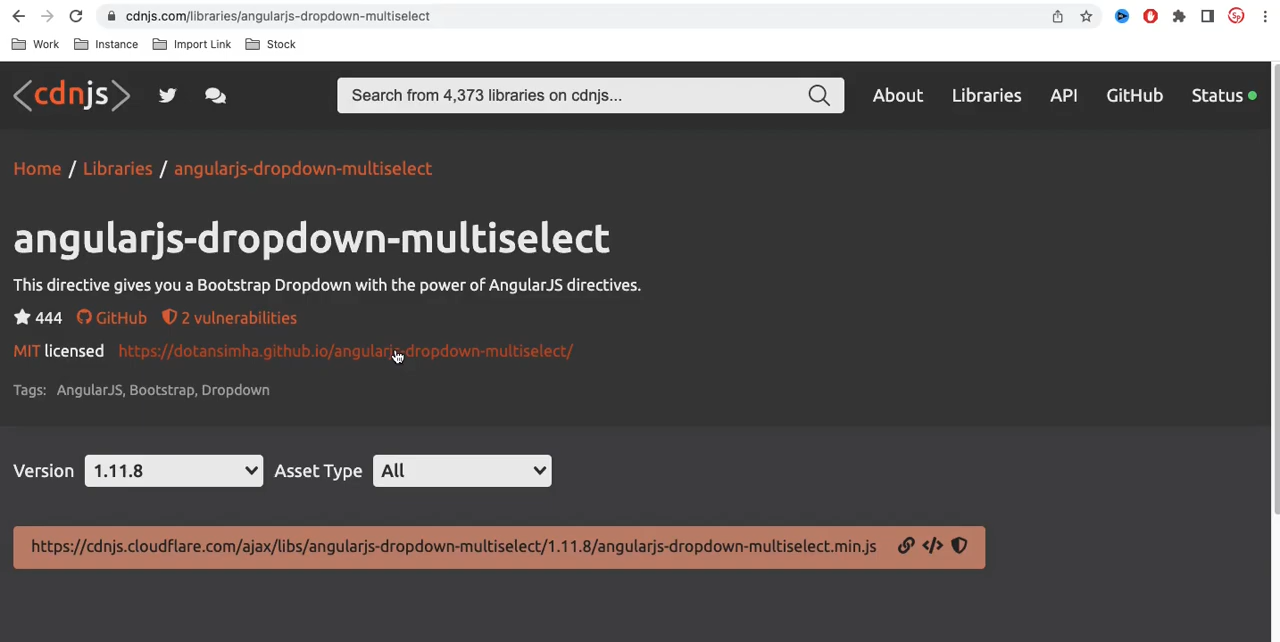 cdnjs.com/libraries/angularjs-dropdown-multiselect
Work Instance Import Link Stock
<cdnjs> Search from 4,373 libraries on cdnjs... About Libraries API GitHub Status
Home / Libraries / angularjs-dropdown-multiselect
angularjs-dropdown-multiselect
This directive gives you a Bootstrap Dropdown with the power of AngularJS directives.
444 GitHub 2 vulnerabilities
MIT licensed https://dotansimha.github.io/angularjs-dropdown-multiselect/
Tags: AngularJS, Bootstrap, Dropdown
Version 1.11.8 Asset Type All
https://cdnjs.cloudflare.com/ajax/libs/angularjs-dropdown-multiselect/1.11.8/angularjs-dropdown-multiselect.min.js </>